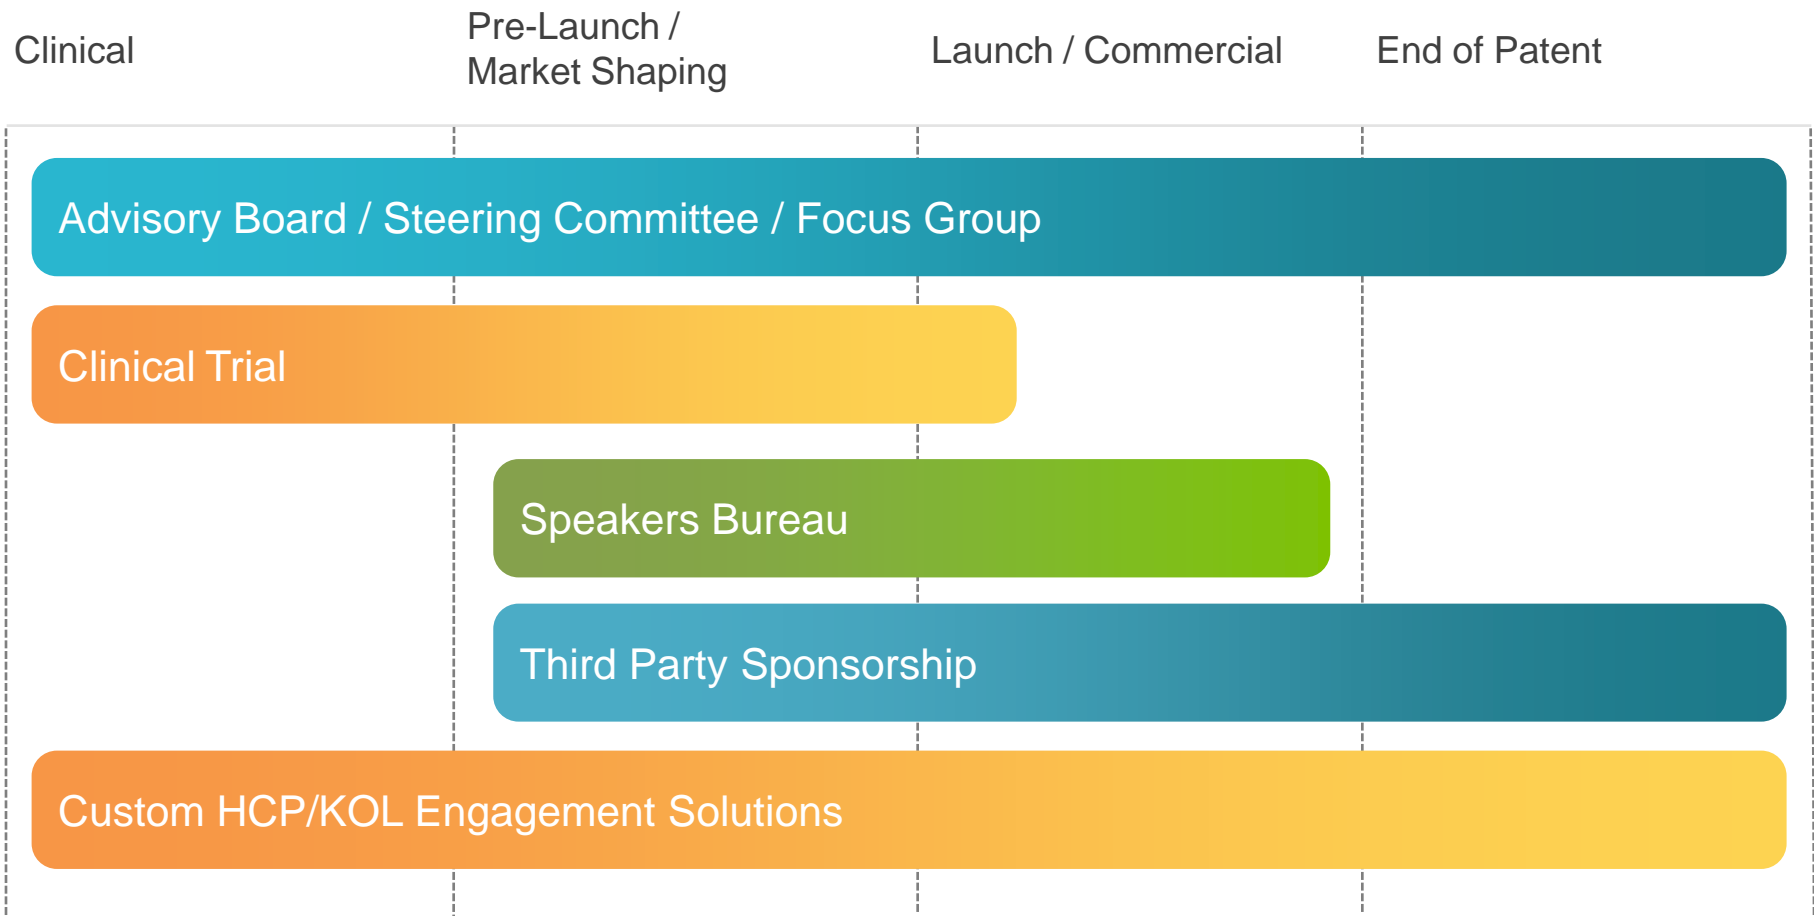 Clinical
Pre-Launch /
Market Shaping
Launch / Commercial
End of Patent
Advisory Board / Steering Committee / Focus Group
Clinical Trial
Speakers Bureau
Third Party Sponsorship
Custom HCP/KOL Engagement Solutions